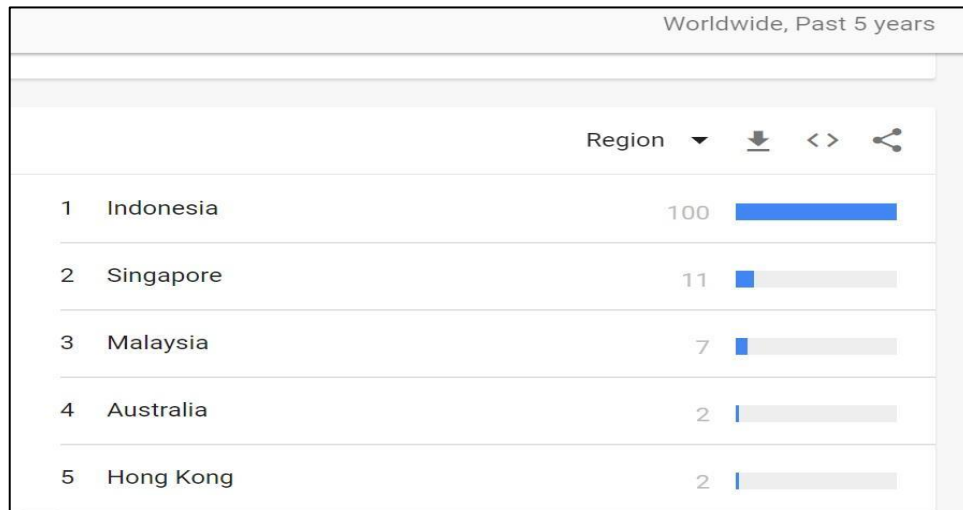 Worldwide, Past 5 years
Region
1 Indonesia 100
2 Singapore 11
3 Malaysia 7
4 Australia 2
5 Hong Kong 2